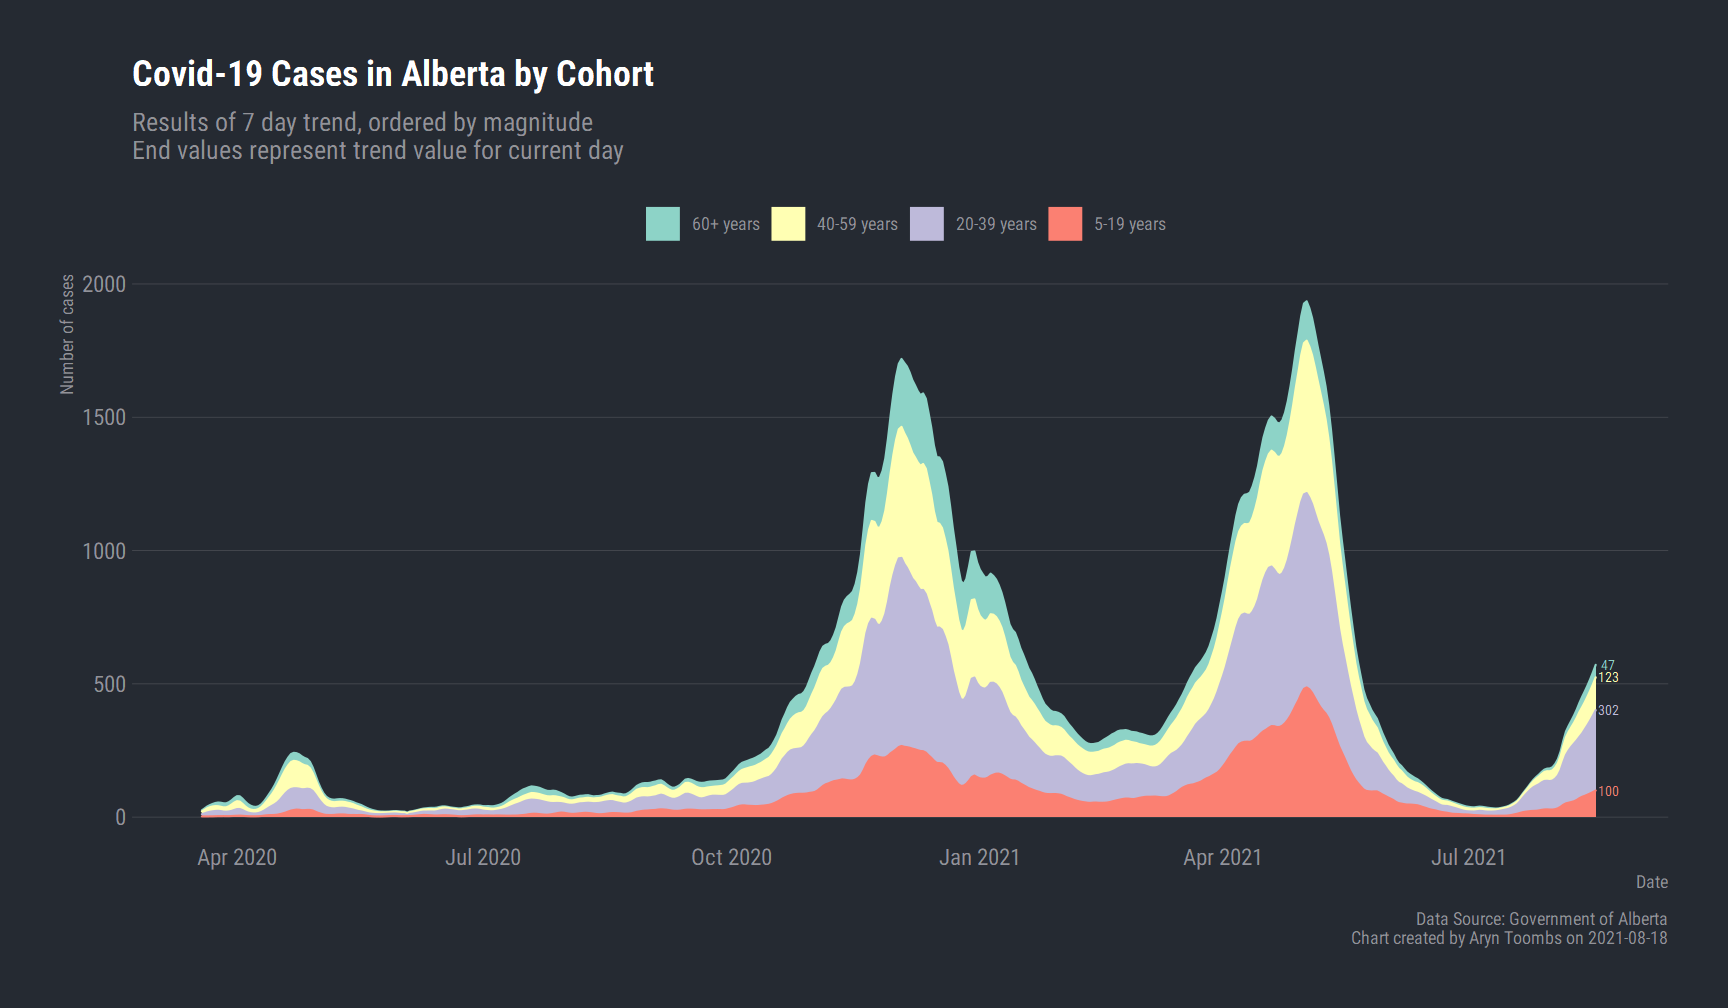 Covid-19 Cases in Alberta by Cohort
Results of 7 day trend, ordered by magnitude
End values represent trend value for current day
60+ years 40-59 years 20-39 years 5-19 years
Number of cases
2000
1500
1000
500
0
47
123
302
100
Apr 2020 Jul 2020 Oct 2020 Jan 2021 Apr 2021 Jul 2021
Date
Data Source: Government of Alberta
Chart created by Aryn Toombs on 2021-08-18